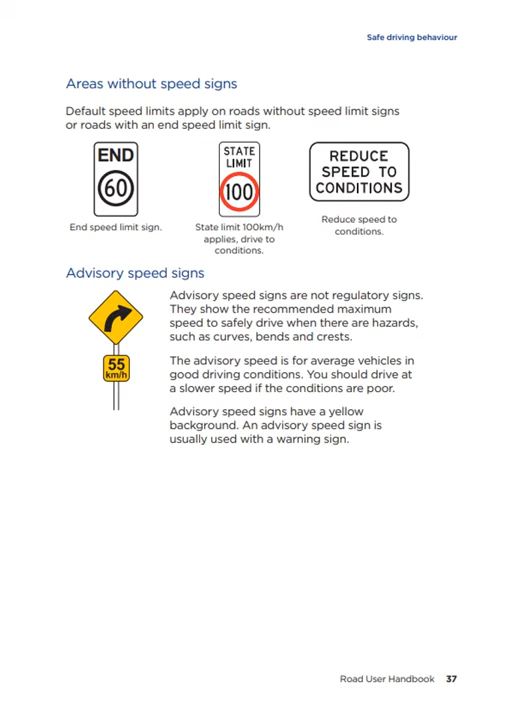 Safe driving behaviour
Areas without speed signs
Default speed limits apply on roads without speed limit signs
or roads with an end speed limit sign.
END
60
End speed limit sign.
STATE
LIMIT
100
State limit 100km/h
applies, drive to
conditions.
REDUCE
SPEED TO
CONDITIONS
Reduce speed to
conditions.
Advisory speed signs
55
km/h
Advisory speed signs are not regulatory signs.
They show the recommended maximum
speed to safely drive when there are hazards,
such as curves, bends and crests.
The advisory speed is for average vehicles in
good driving conditions. You should drive at
a slower speed if the conditions are poor.
Advisory speed signs have a yellow
background. An advisory speed sign is
usually used with a warning sign.
Road User Handbook 37